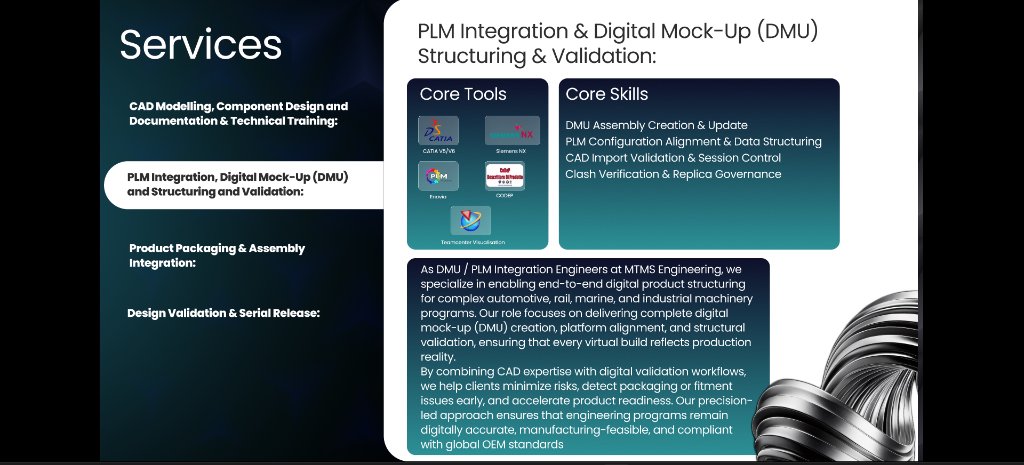 Services
CAD Modelling, Component Design and
Documentation & Technical Training:
PLM Integration, Digital Mock-Up (DMU)
and Structuring and Validation:
Product Packaging & Assembly
Integration:
Design Validation & Serial Release:
PLM Integration & Digital Mock-Up (DMU)
Structuring & Validation:
Core Tools
CATIA
CATIA V5/V6
NX
Siemens NX
PLM
Enovia
CODEP
Teamcenter Visualisation
Core Skills
DMU Assembly Creation & Update
PLM Configuration Alignment & Data Structuring
CAD Import Validation & Session Control
Clash Verification & Replica Governance
As DMU / PLM Integration Engineers at MTMS Engineering, we
specialize in enabling end-to-end digital product structuring
for complex automotive, rail, marine, and industrial machinery
programs. Our role focuses on delivering complete digital
mock-up (DMU) creation, platform alignment, and structural
validation, ensuring that every virtual build reflects production
reality.
By combining CAD expertise with digital validation workflows,
we help clients minimize risks, detect packaging or fitment
issues early, and accelerate product readiness. Our precision-
led approach ensures that engineering programs remain
digitally accurate, manufacturing-feasible, and compliant
with global OEM standards